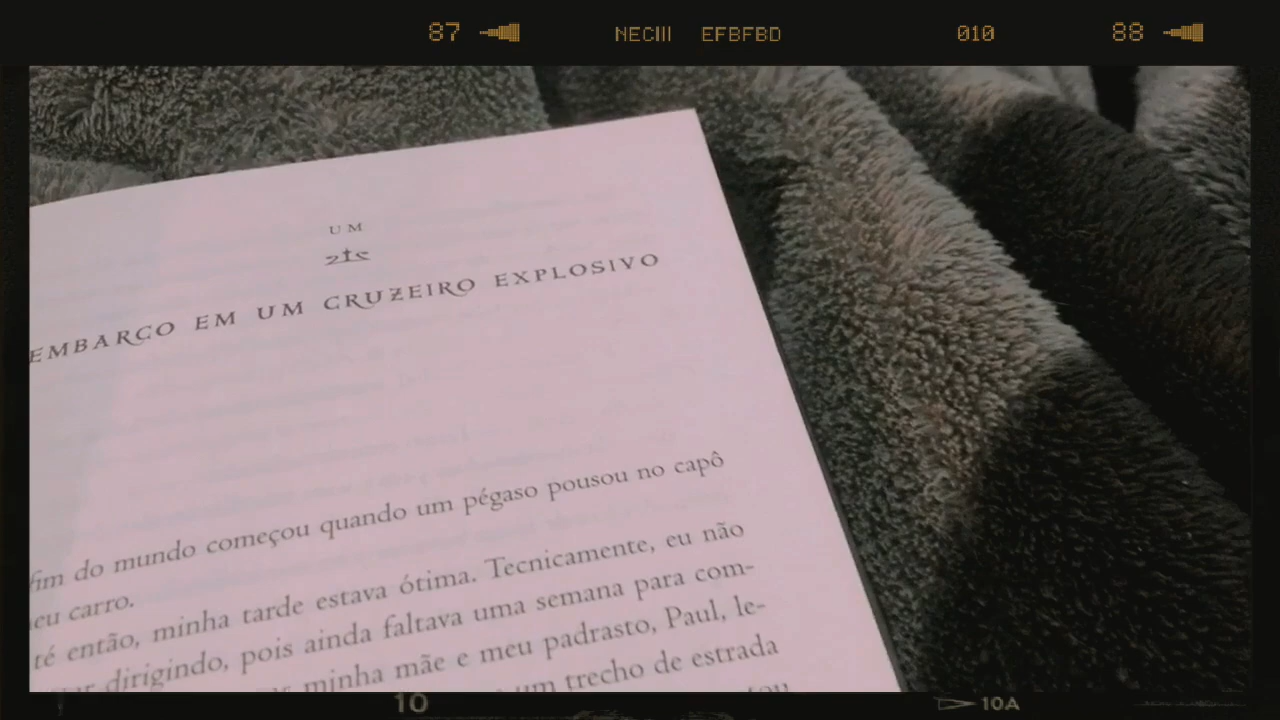 87 NECIII EFBFBD 010 88
UM
EMBARCO EM UM CRUZEIRO EXPLOSIVO
fim do mundo começou quando um pégaso pousou no capô
eu carro.
té então, minha tarde estava ótima. Tecnicamente, eu não
dirigindo, pois ainda faltava uma semana para com-
minha mãe e meu padrasto, Paul, le-
um trecho de estrada
10 10A